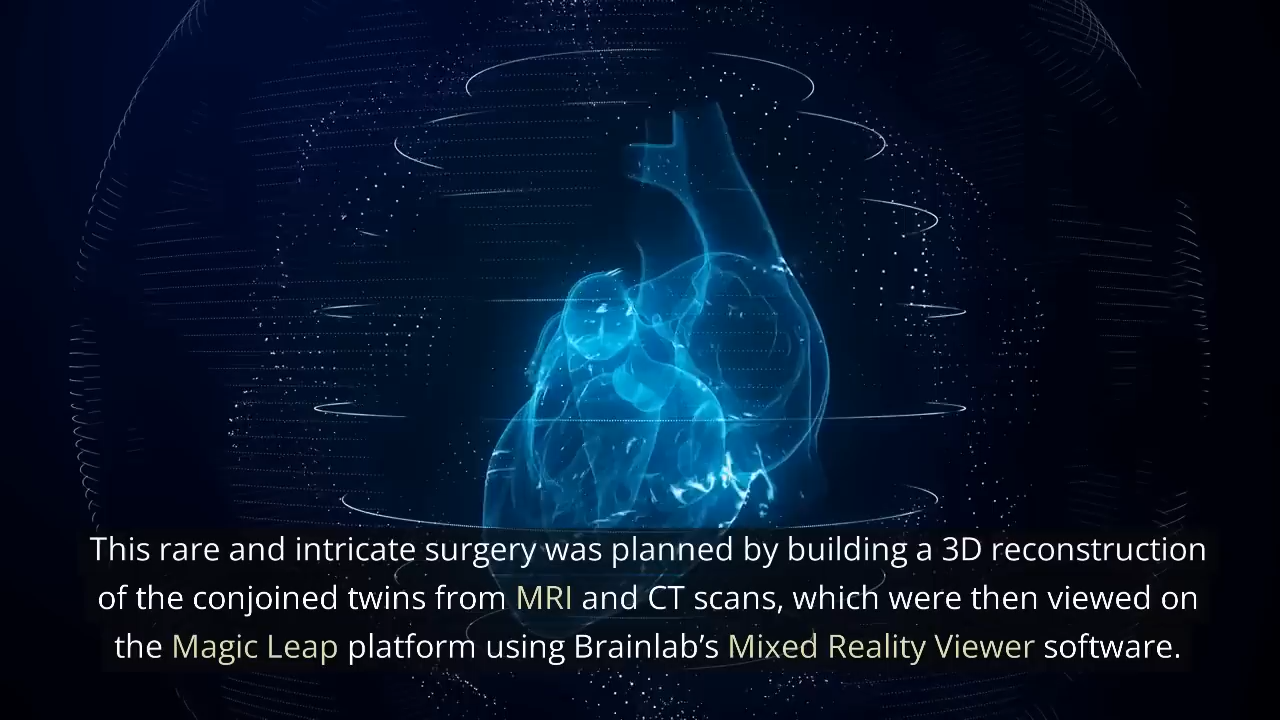 This rare and intricate surgery was planned by building a 3D reconstruction
of the conjoined twins from MRI and CT scans, which were then viewed on
the Magic Leap platform using Brainlab’s Mixed Reality Viewer software.